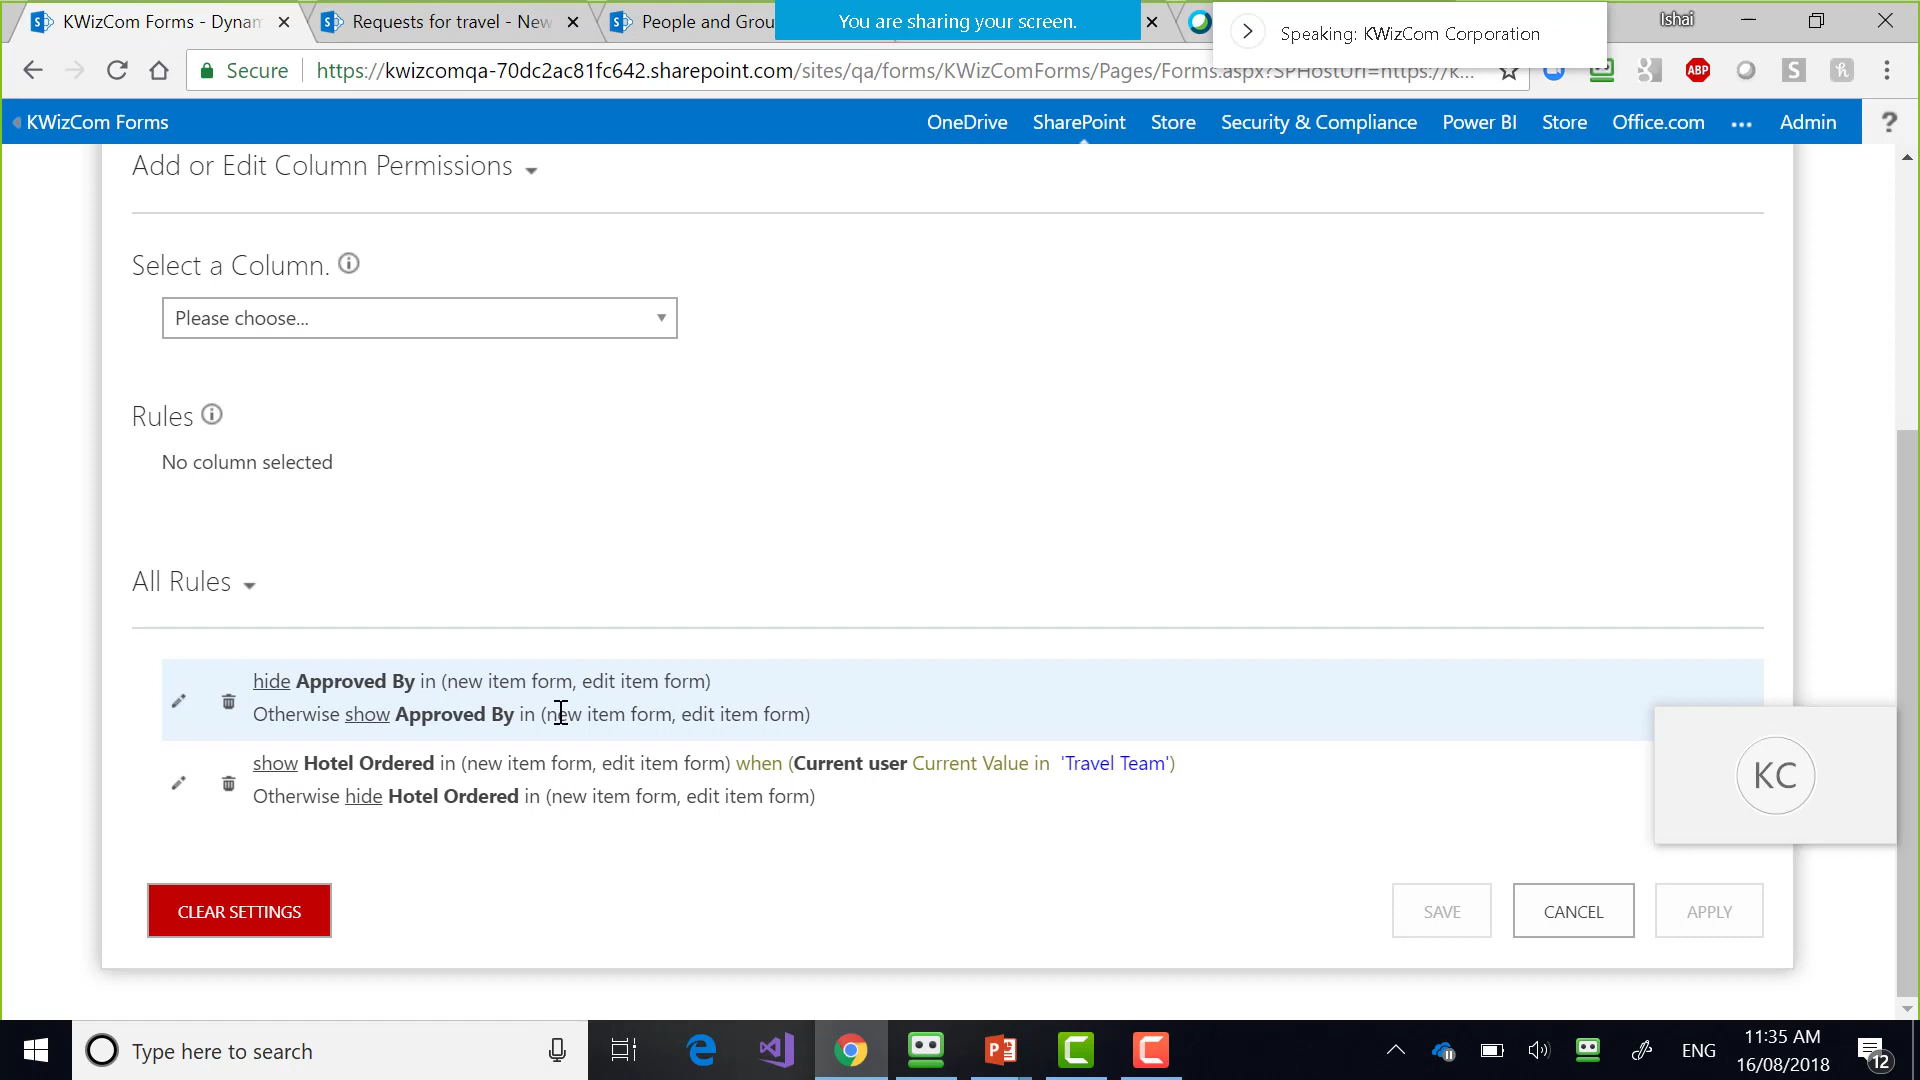 KWizCom Forms - Dynam
Requests for travel - New
People and Grou
You are sharing your screen.
Speaking: KWizCom Corporation
Ishai
Secure
https://kwizcomqa-70dc2ac81fc642.sharepoint.com/sites/qa/forms/KWizComForms/Pages/Forms.aspx?SPHostUrl=https://k...
ABP
KWizCom Forms
OneDrive
SharePoint
Store
Security & Compliance
Power BI
Store
Office.com
...
Admin
?
Add or Edit Column Permissions
Select a Column.
Please choose...
Rules
No column selected
All Rules
hide Approved By in (new item form, edit item form)
Otherwise show Approved By in (new item form, edit item form)
show Hotel Ordered in (new item form, edit item form) when (Current user Current Value in 'Travel Team')
Otherwise hide Hotel Ordered in (new item form, edit item form)
KC
CLEAR SETTINGS
SAVE
CANCEL
APPLY
Type here to search
ENG
11:35 AM
16/08/2018
12